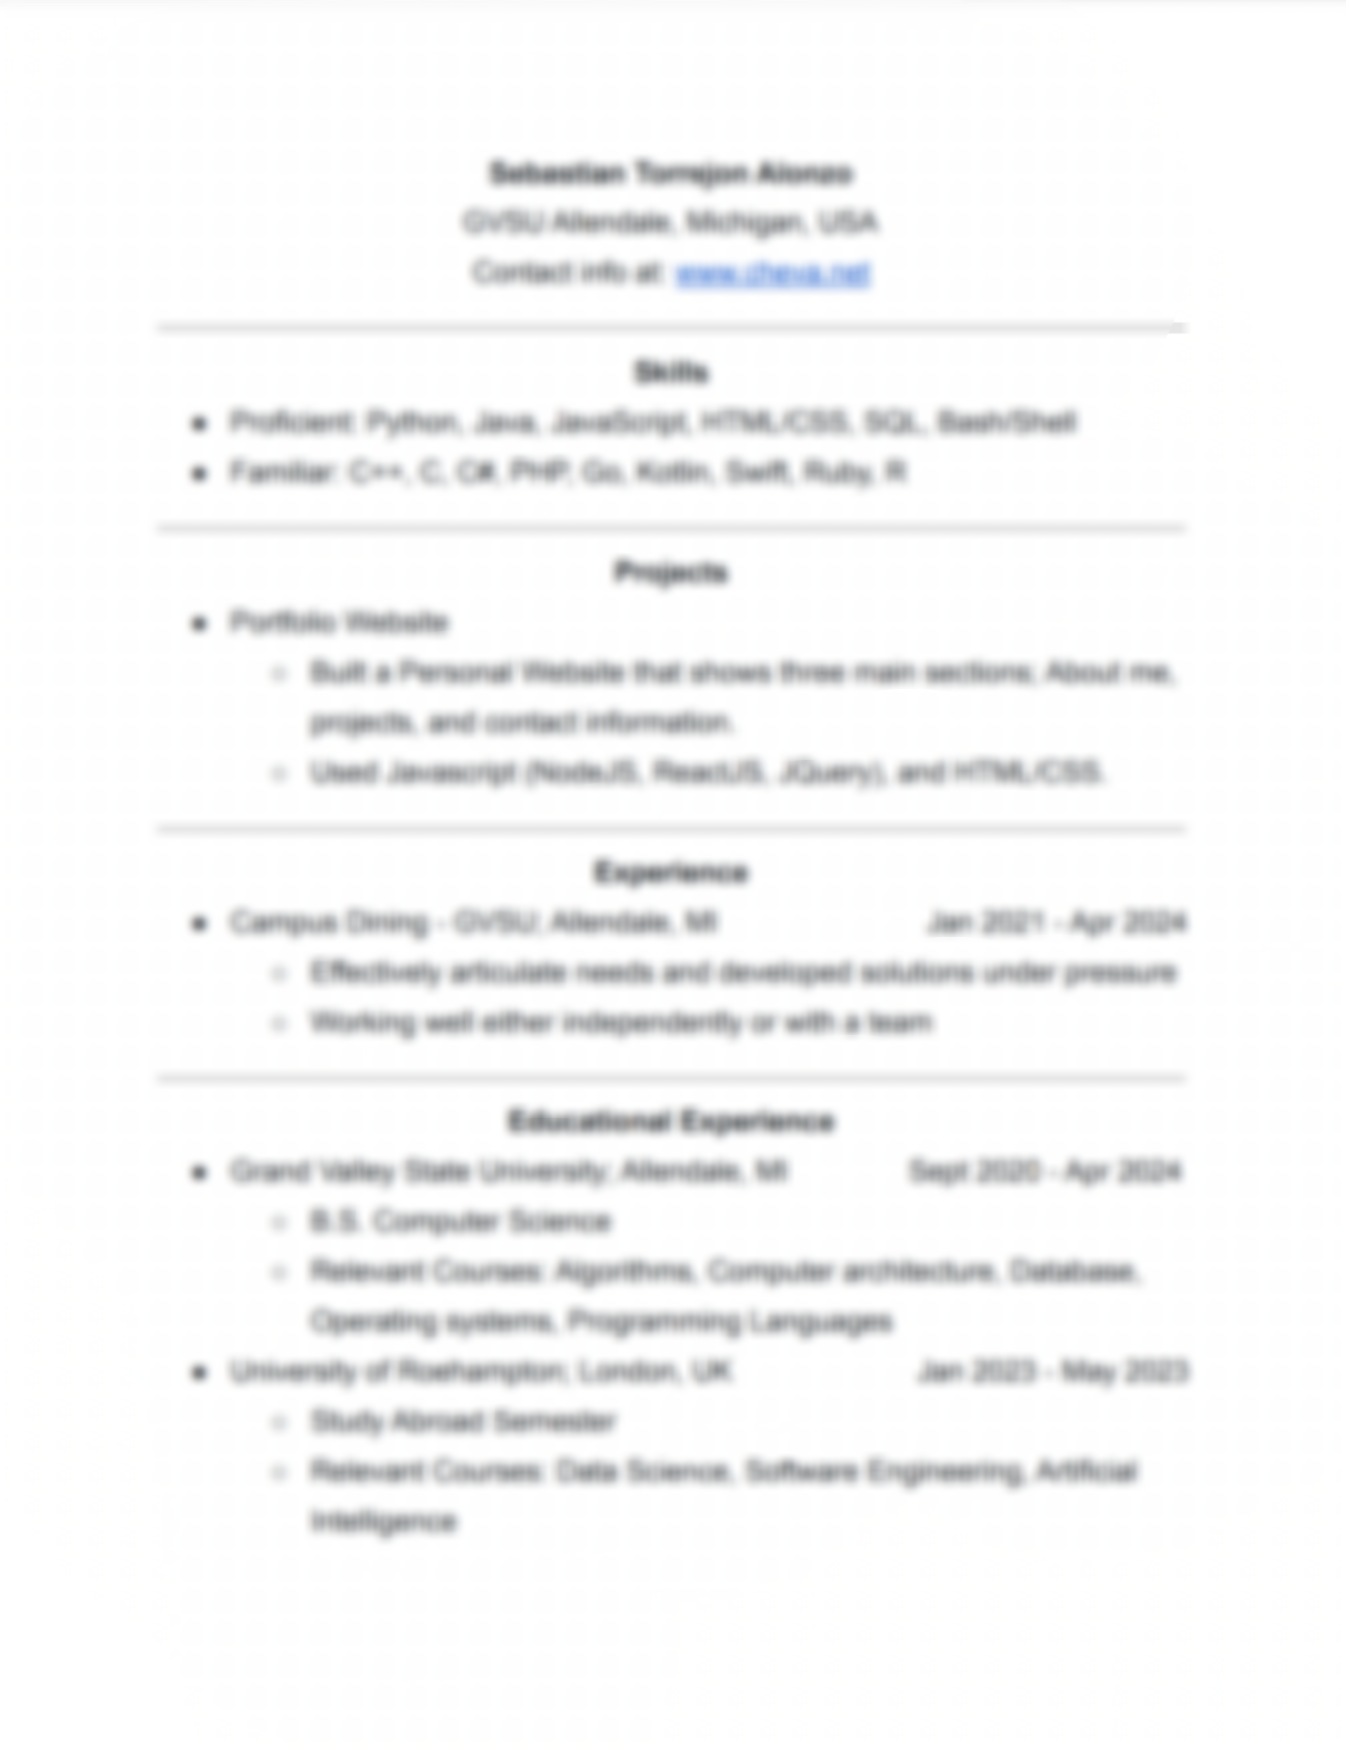 Sebastian Torrejon Alonzo
GVSU Allendale, Michigan, USA
Contact info at: www.cheva.net
Skills
● Proficient: Python, Java, JavaScript, HTML/CSS, SQL, Bash/Shell
● Familiar: C++, C, C#, PHP, Go, Kotlin, Swift, Ruby, R
Projects
● Portfolio Website
○ Built a Personal Website that shows three main sections; About me,
projects, and contact information.
○ Used Javascript (NodeJS, ReactJS, JQuery), and HTML/CSS.
Experience
● Campus Dining - GVSU; Allendale, MI Jan 2021 - Apr 2024
○ Effectively articulate needs and developed solutions under pressure
○ Working well either independently or with a team
Educational Experience
● Grand Valley State University; Allendale, MI Sept 2020 - Apr 2024
○ B.S. Computer Science
○ Relevant Courses: Algorithms, Computer architecture, Database,
Operating systems, Programming Languages
● University of Roehampton; London, UK Jan 2023 - May 2023
○ Study Abroad Semester
○ Relevant Courses: Data Science, Software Engineering, Artificial
Intelligence